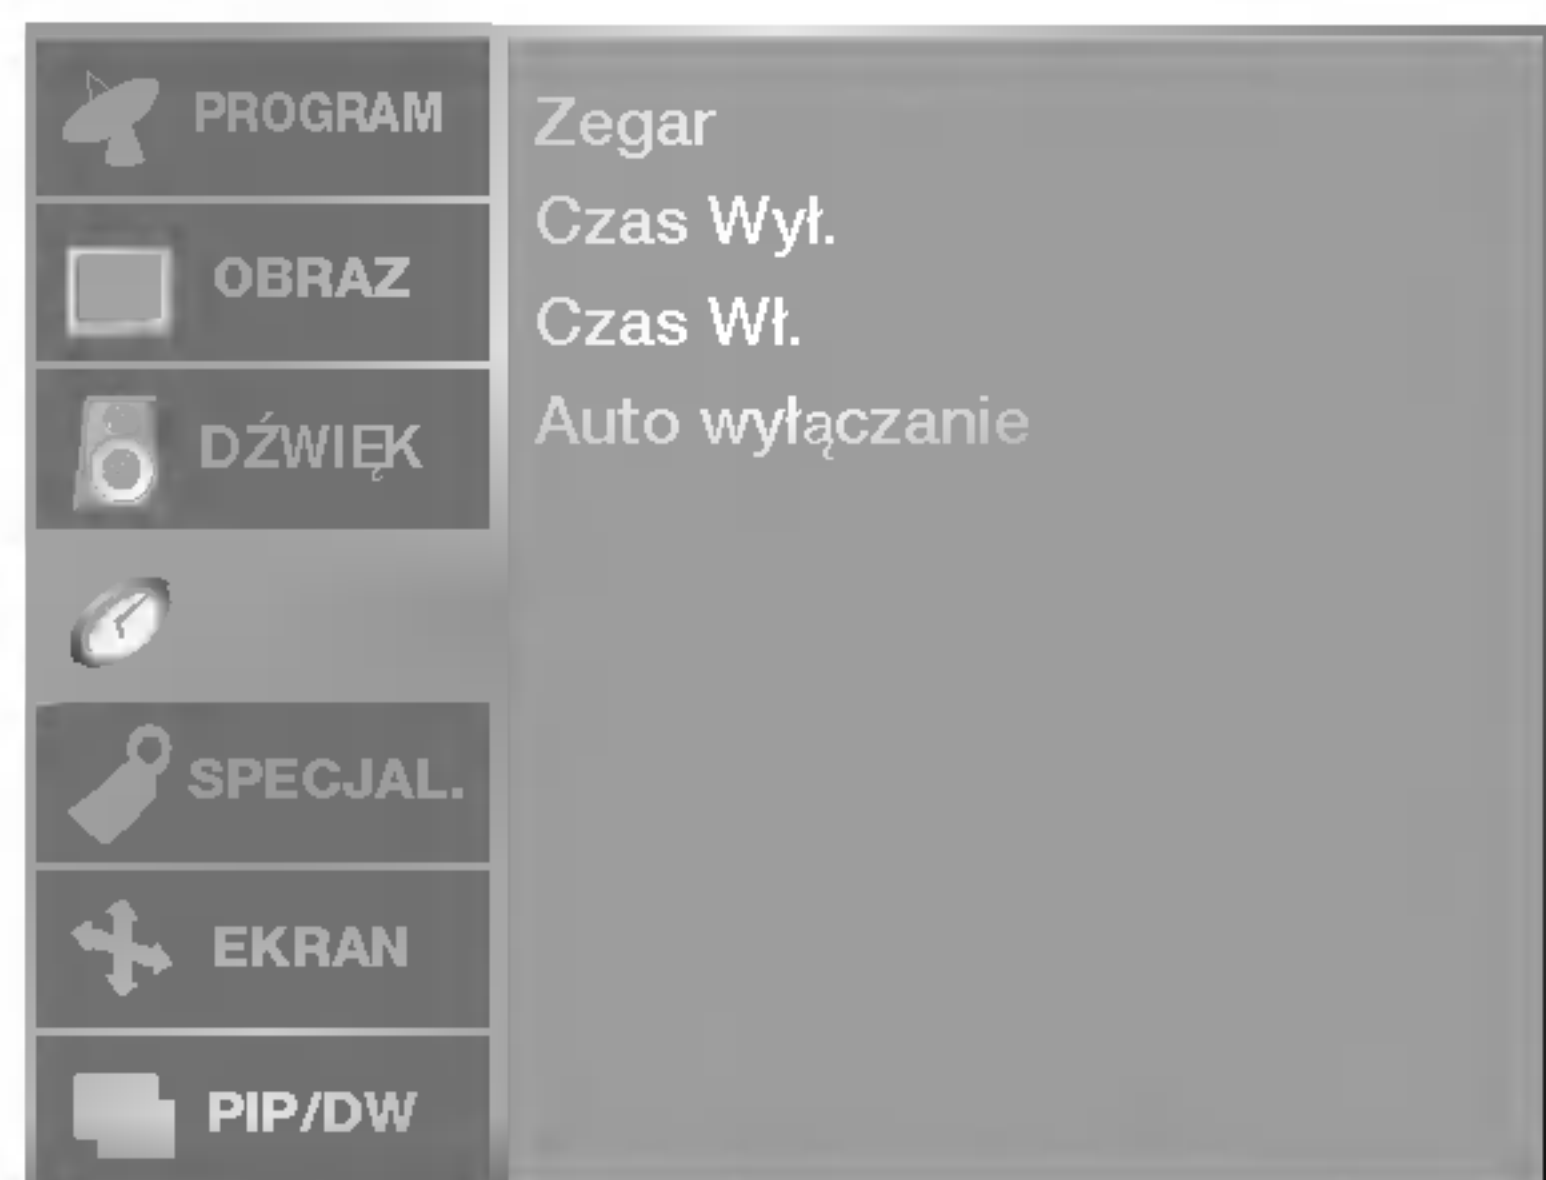 PROGRAM
OBRAZ
DŹWIĘK
SPECJAL.
EKRAN
PIP/DW
Zegar
Czas Wył.
Czas Wł.
Auto wyłączanie